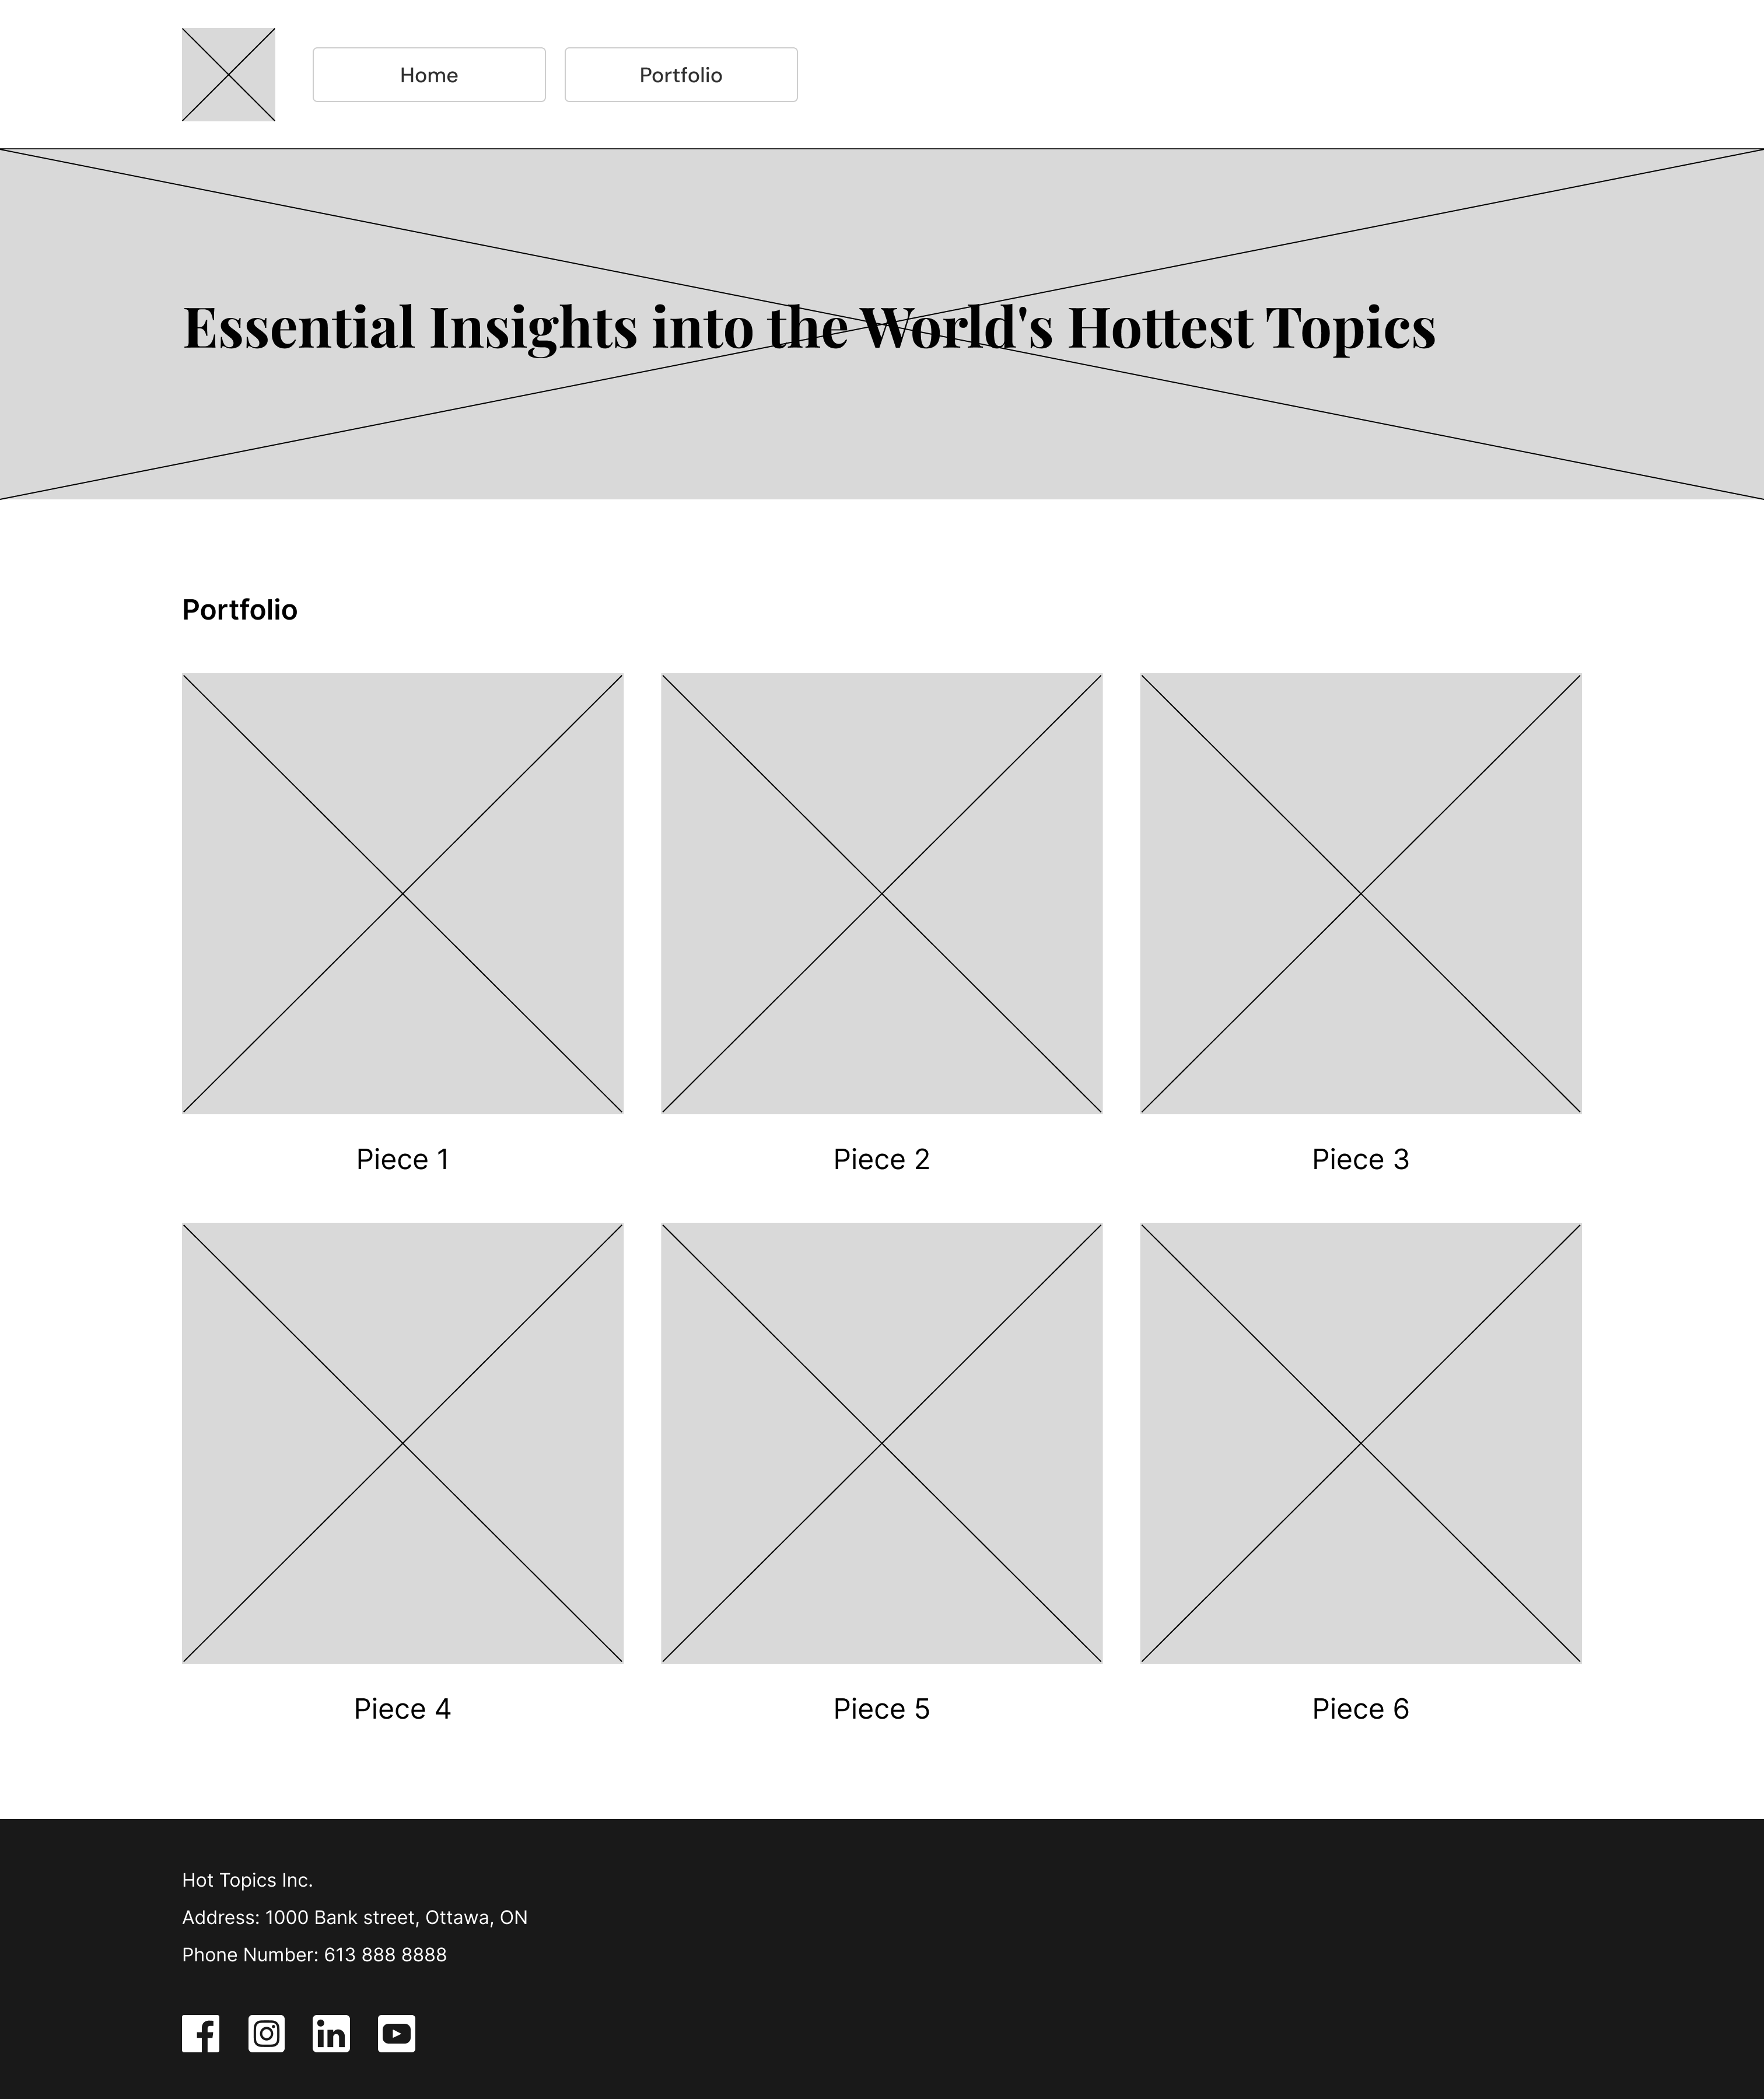 Home
Portfolio
Essential Insights into the World's Hottest Topics
Portfolio
Piece 1
Piece 2
Piece 3
Piece 4
Piece 5
Piece 6
Hot Topics Inc.
Address: 1000 Bank street, Ottawa, ON
Phone Number: 613 888 8888